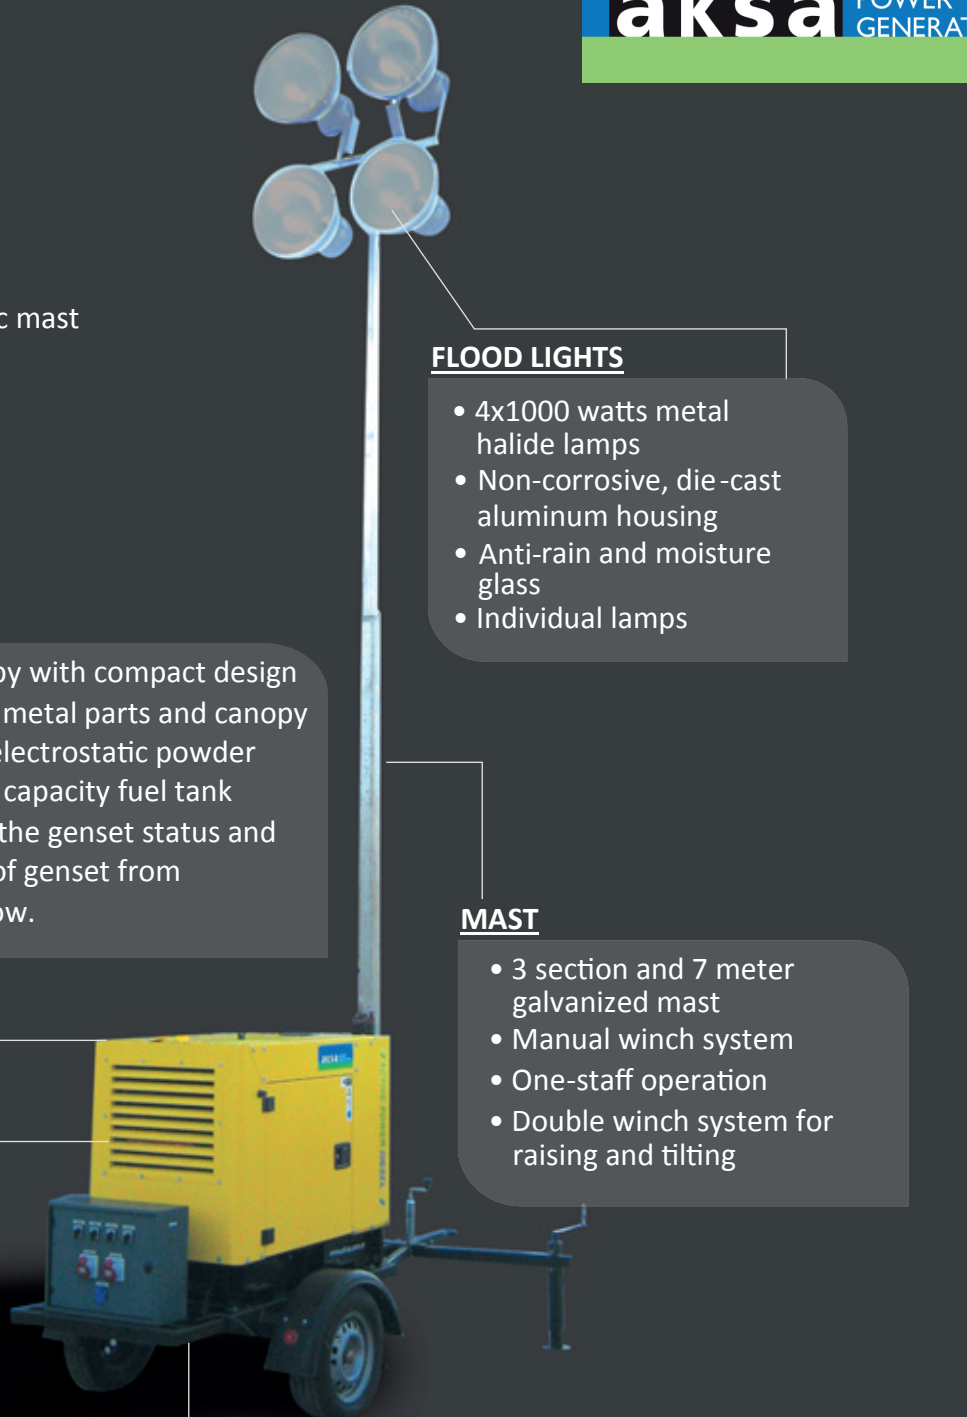 aksa
POWER
GENERAT
c mast
FLOOD LIGHTS
• 4x1000 watts metal
halide lamps
• Non-corrosive, die-cast
aluminum housing
• Anti-rain and moisture
glass
• Individual lamps
by with compact design
metal parts and canopy
electrostatic powder
capacity fuel tank
the genset status and
of genset from
ow.
MAST
• 3 section and 7 meter
galvanized mast
• Manual winch system
• One-staff operation
• Double winch system for
raising and tilting
aksa